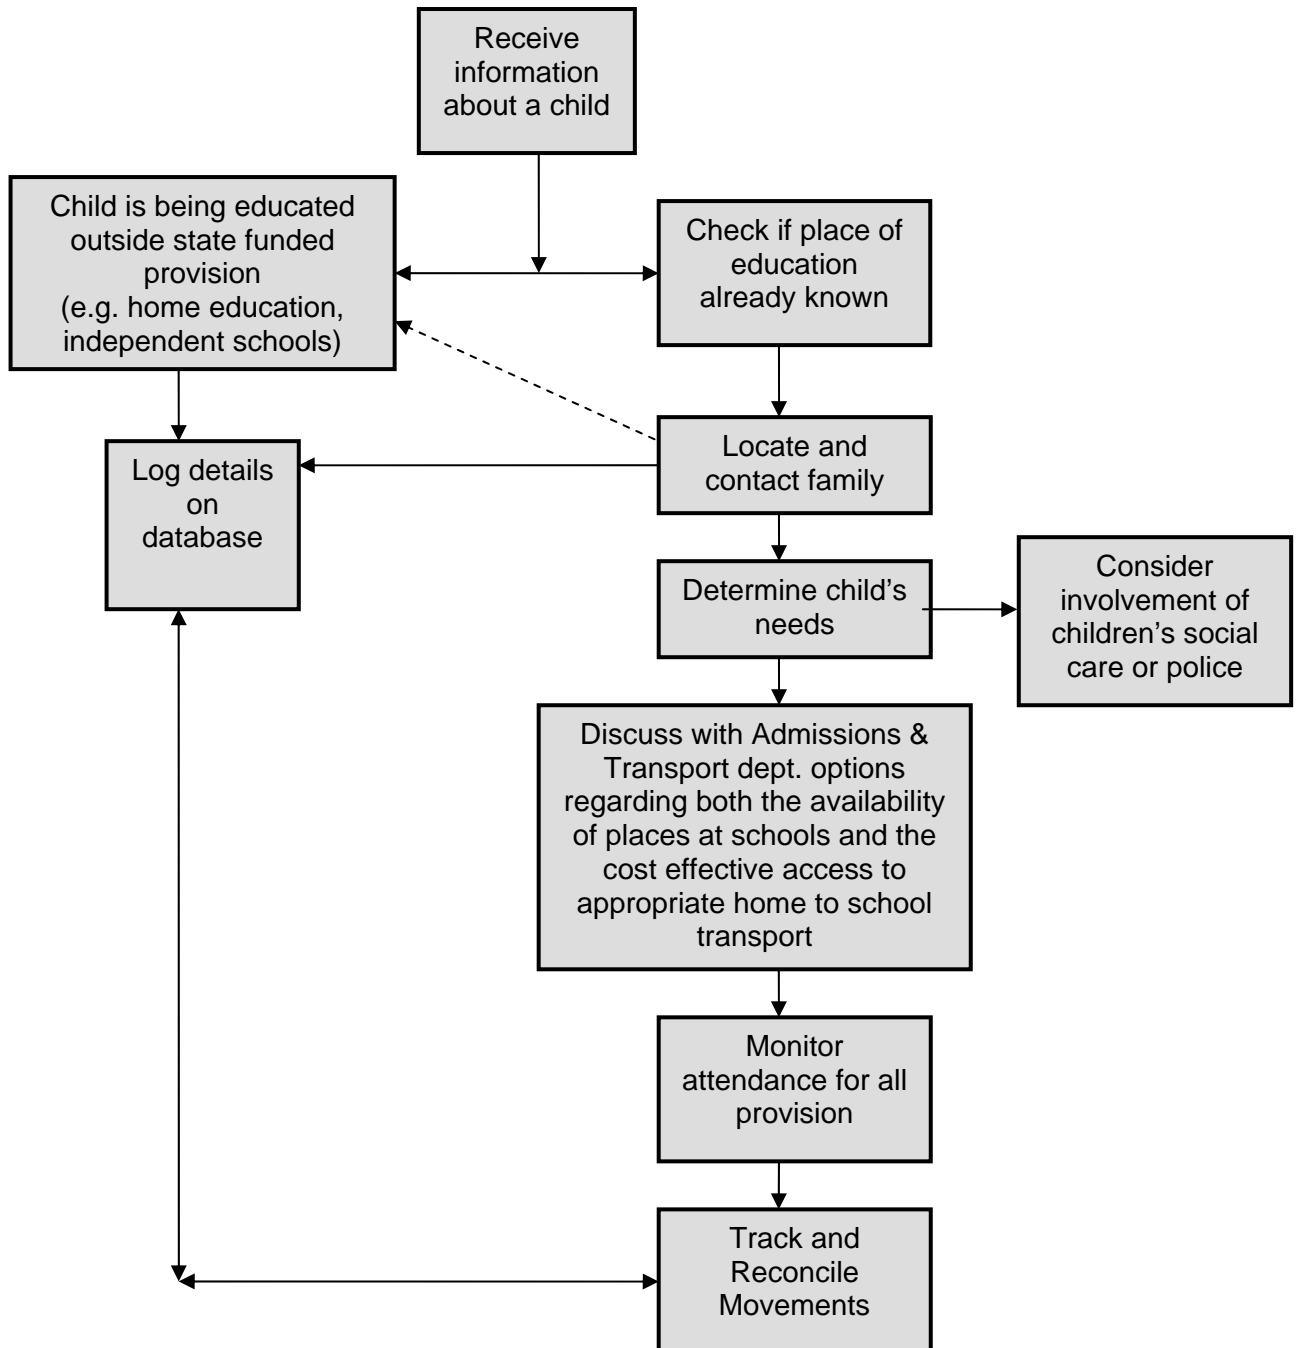 Receive
information
about a child
Child is being educated
outside state funded
provision
(e.g. home education,
independent schools)
Check if place of
education
already known
Locate and
contact family
Log details
on
database
Determine child's
needs
Consider
involvement of
children's social
care or police
Discuss with Admissions &
Transport dept. options
regarding both the availability
of places at schools and the
cost effective access to
appropriate home to school
transport
Monitor
attendance for all
provision
Track and
Reconcile
Movements